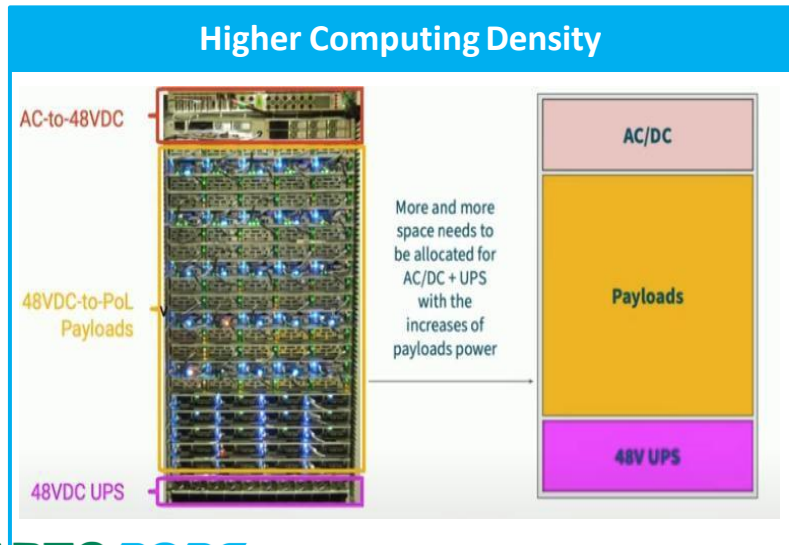 Higher Computing Density
AC-to-48VDC
48VDC-to-PoL
Payloads
48VDC UPS
More and more
space needs to
be allocated for
AC/DC + UPS
with the
increases of
payloads power
AC/DC
Payloads
48V UPS